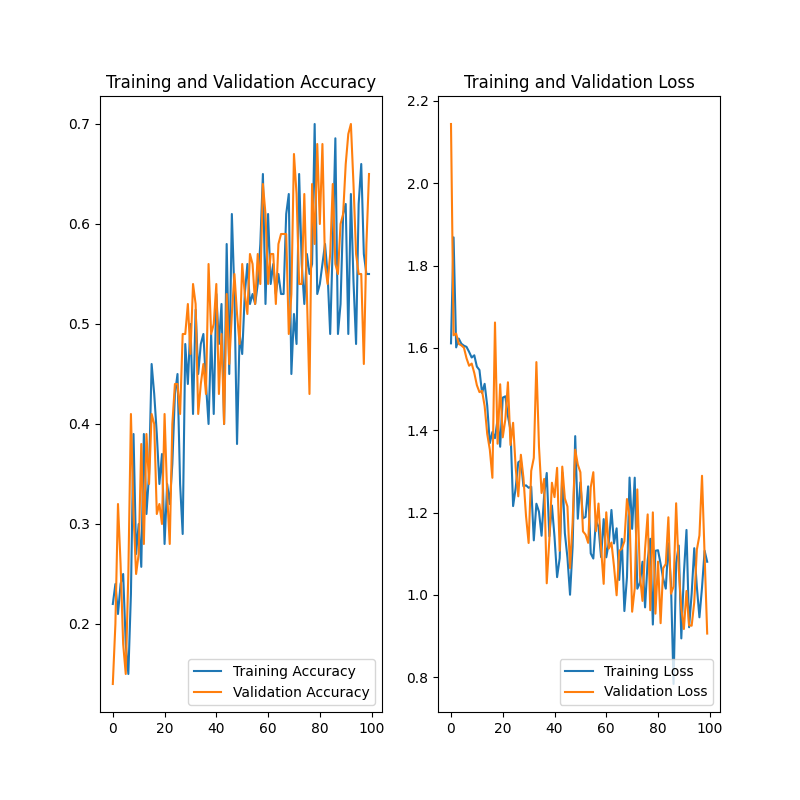 Training and Validation Accuracy
0.7
0.6
0.5
0.4
0.3
0.2
0 20 40 60 80 100
Training Accuracy
Validation Accuracy
Training and Validation Loss
2.2
2.0
1.8
1.6
1.4
1.2
1.0
0.8
0 20 40 60 80 100
Training Loss
Validation Loss